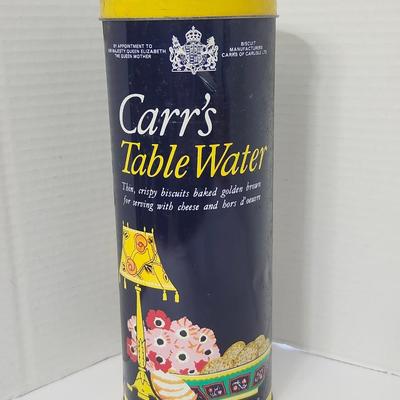 BY APPOINTMENT TO
HER MAJESTY QUEEN ELIZABETH
THE QUEEN MOTHER
BISCUIT
MANUFACTURERS
CARRS OF CARLISLE LTD
Carr's
Table Water
Thin, crispy biscuits baked golden brown
for serving with cheese and hors d'oeuvre